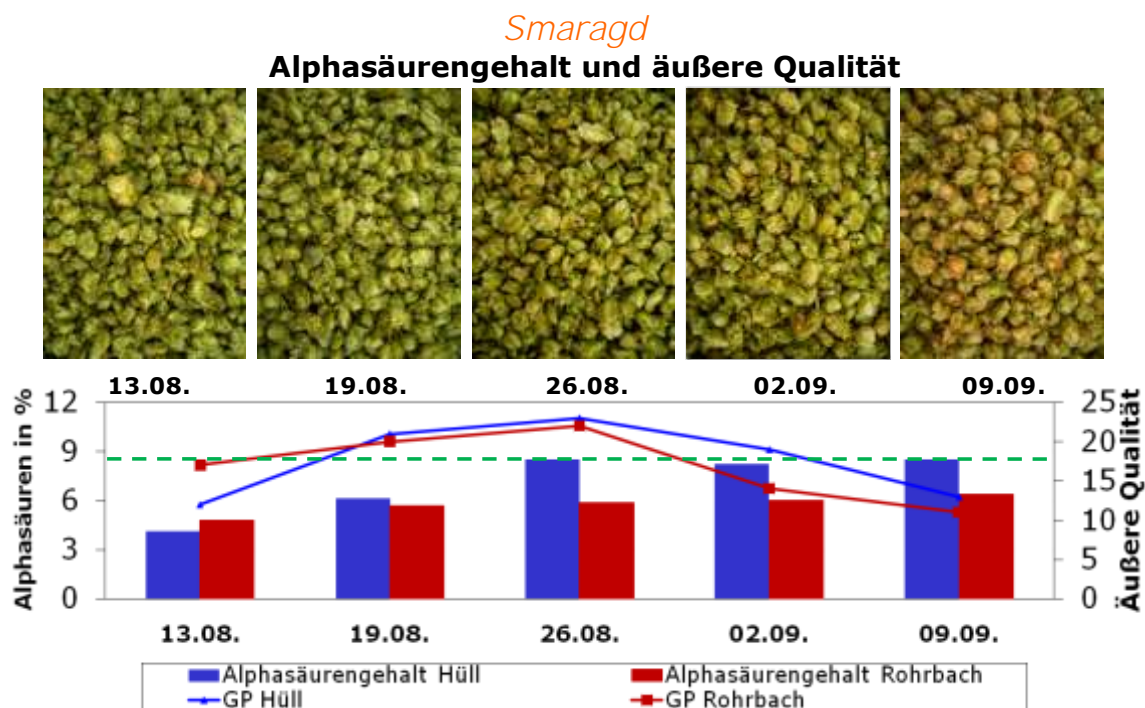 Smaragd
Alphasäurengehalt und äußere Qualität
13.08. 19.08. 26.08. 02.09. 09.09.
Alphasäuren in %
12
9
6
3
0
25
20
15
10
5
0
Äußere Qualität
13.08. 19.08. 26.08. 02.09. 09.09.
Alphasäurengehalt Hüll Alphasäurengehalt Rohrbach
GP Hüll GP Rohrbach